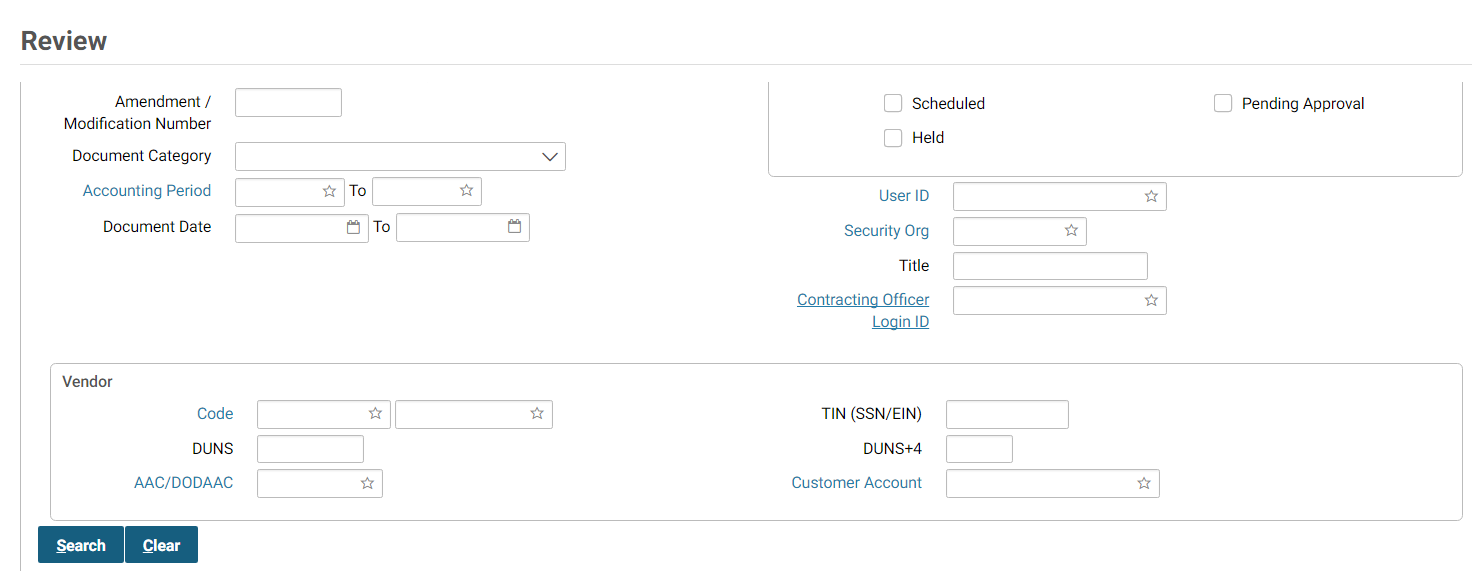 Review
Amendment /
Modification Number
Document Category
Accounting Period To
Document Date To
Scheduled Pending Approval
Held
User ID
Security Org
Title
Contracting Officer
Login ID
Vendor
Code TIN (SSN/EIN)
DUNS DUNS+4
AAC/DODAAC Customer Account
Search Clear